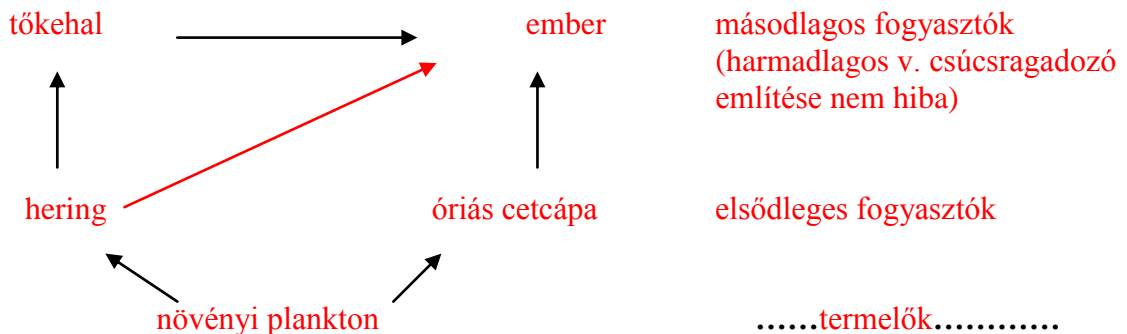 tőkehal ember másodlagos fogyasztók
(harmadlagos v. csúcsragadozó
említése nem hiba)
hering óriás cetcápa elsődleges fogyasztók
növényi plankton ......termelők............